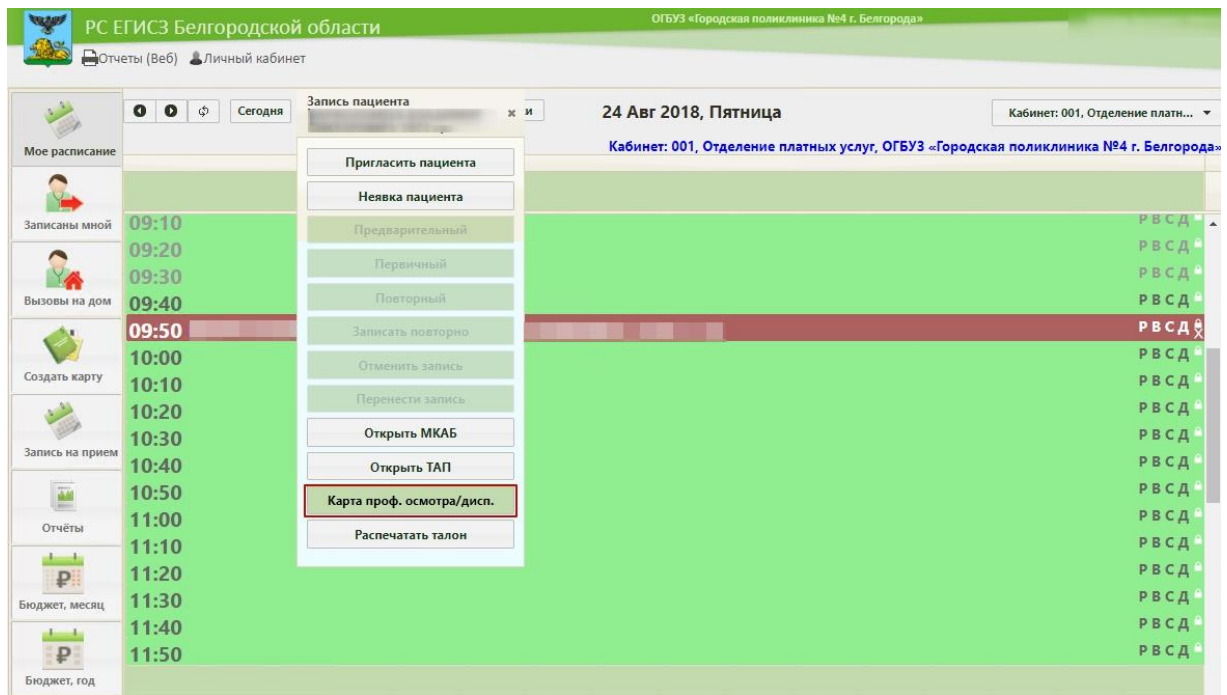 РС ЕГИСЗ Белгородской области
ОГБУЗ «Городская поликлиника №4 г. Белгорода»
Отчеты (Веб) Личный кабинет
Мое расписание
Записаны мной
Вызовы на дом
Создать карту
Запись на прием
Отчёты
Бюджет, месяц
Бюджет, год
Сегодня
и
24 Авг 2018, Пятница
Кабинет: 001, Отделение платн...
Кабинет: 001, Отделение платных услуг, ОГБУЗ «Городская поликлиника №4 г. Белгорода»
Запись пациента
Пригласить пациента
Неявка пациента
Предварительный
Первичный
Повторный
Записать повторно
Отменить запись
Перенести запись
Открыть МКАБ
Открыть ТАП
Карта проф. осмотра/дисп.
Распечатать талон
09:10 Р В С Д
09:20 Р В С Д
09:30 Р В С Д
09:40 Р В С Д
09:50 Р В С Д
10:00 Р В С Д
10:10 Р В С Д
10:20 Р В С Д
10:30 Р В С Д
10:40 Р В С Д
10:50 Р В С Д
11:00 Р В С Д
11:10 Р В С Д
11:20 Р В С Д
11:30 Р В С Д
11:40 Р В С Д
11:50 Р В С Д